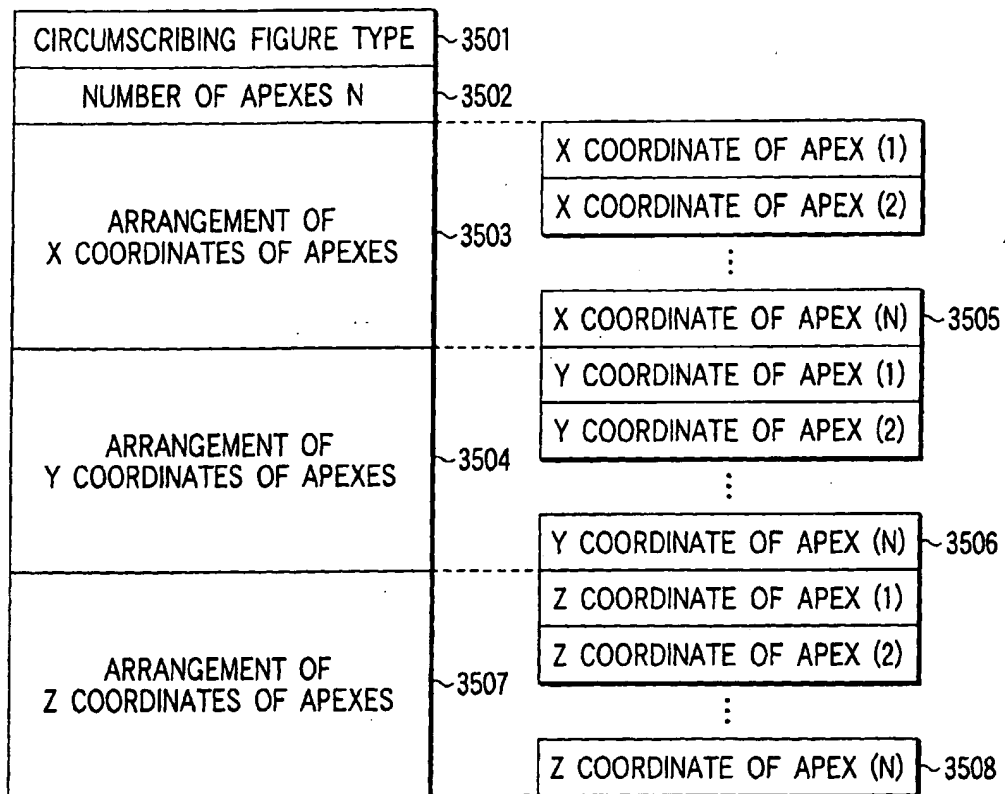 CIRCUMSCRIBING FIGURE TYPE ~3501
NUMBER OF APEXES N ~3502
ARRANGEMENT OF
X COORDINATES OF APEXES ~3503
X COORDINATE OF APEX (1)
X COORDINATE OF APEX (2)
⋮
X COORDINATE OF APEX (N) ~3505
ARRANGEMENT OF
Y COORDINATES OF APEXES ~3504
Y COORDINATE OF APEX (1)
Y COORDINATE OF APEX (2)
⋮
Y COORDINATE OF APEX (N) ~3506
ARRANGEMENT OF
Z COORDINATES OF APEXES ~3507
Z COORDINATE OF APEX (1)
Z COORDINATE OF APEX (2)
⋮
Z COORDINATE OF APEX (N) ~3508